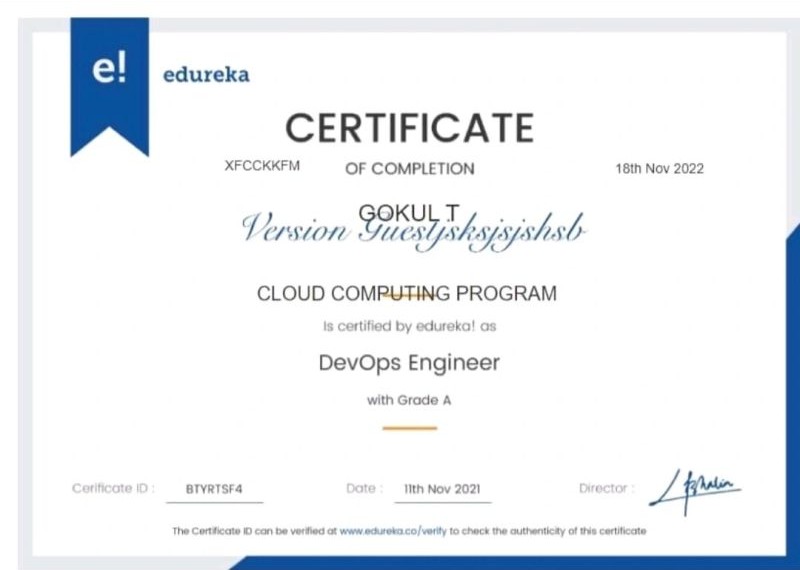 e! edureka
CERTIFICATE
XFCCKKFM OF COMPLETION 18th Nov 2022
GOKUL T
Version Guestjsksjsjshsb
CLOUD COMPUTING PROGRAM
Is certified by edureka! as
DevOps Engineer
with Grade A
Cerificate ID : BTYRTSF4 Date : 11th Nov 2021 Director :
The Certificate ID can be verified at www.edureka.co/verify to check the authenticity of this certificate